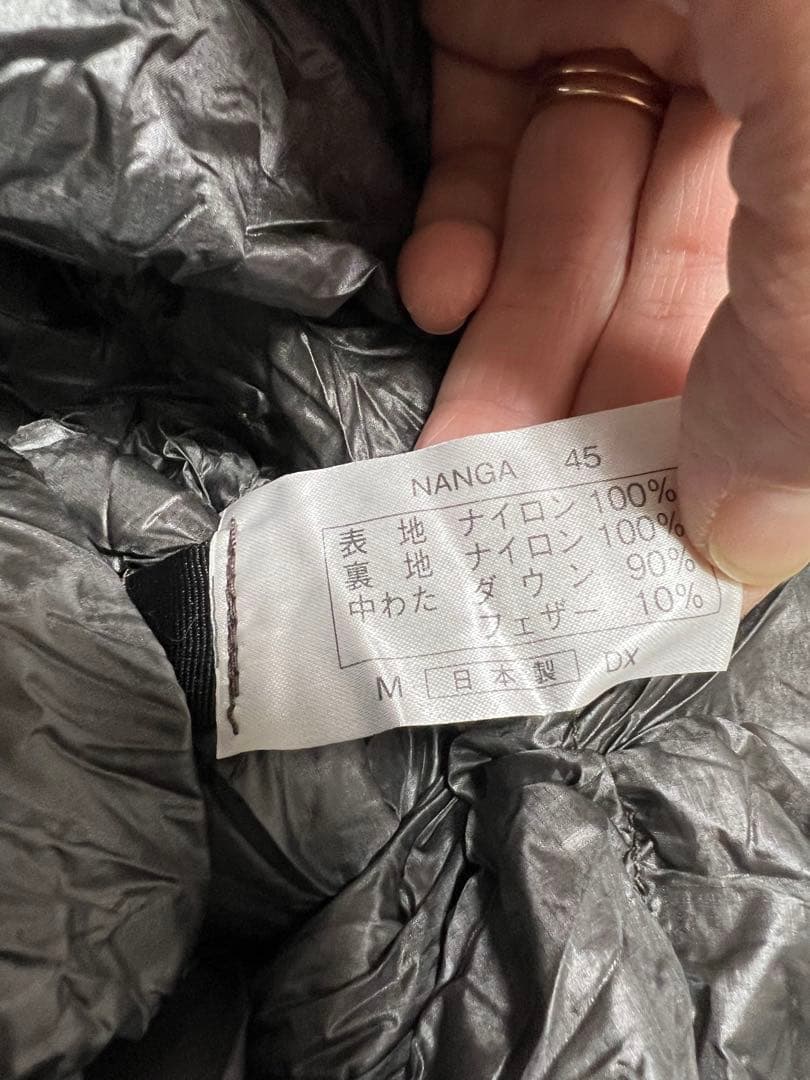 NANGA 45
表 地 ナイロン 100%
裏 地 ナイロン 100%
中わた ダウン 90%
フェザー 10%
M 日本製 DX